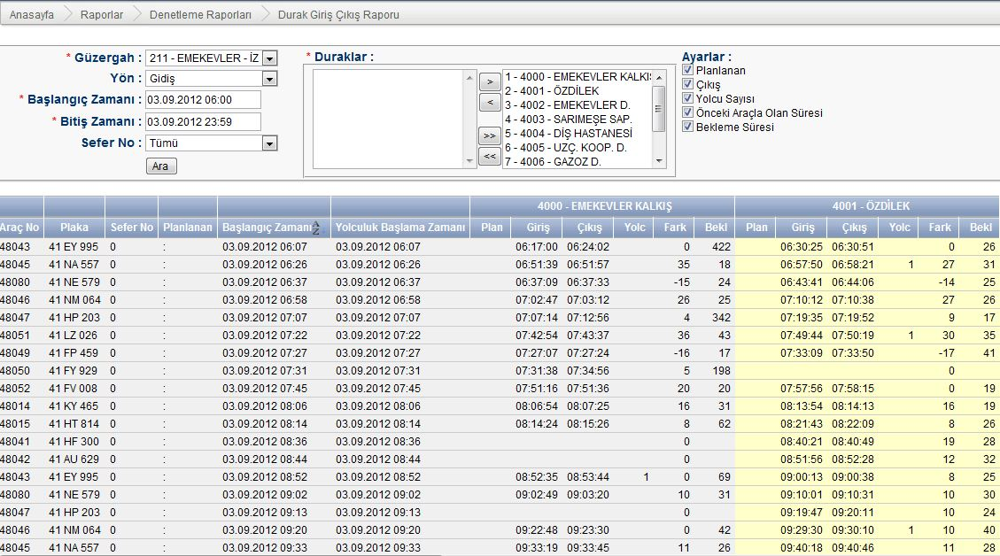 Anasayfa Raporlar Denetleme Raporları Durak Giriş Çıkış Raporu
* Güzergah : 211 - EMEKEVLER - İZ
Yön : Gidiş
* Başlangıç Zamanı : 03.09.2012 06:00
* Bitiş Zamanı : 03.09.2012 23:59
Sefer No : Tümü
Ara
* Duraklar :
> < >> <<
1 - 4000 - EMEKEVLER KALKIŞ
2 - 4001 - ÖZDİLEK
3 - 4002 - EMEKEVLER D.
4 - 4003 - SARIMEŞE SAP.
5 - 4004 - DİŞ HASTANESİ
6 - 4005 - UZÇ. KOOP. D.
7 - 4006 - GAZOZ D.
Ayarlar :
Planlanan
Çıkış
Yolcu Sayısı
Önceki Araçla Olan Süresi
Bekleme Süresi
4000 - EMEKEVLER KALKIŞ 4001 - ÖZDİLEK
Araç No Plaka Sefer No Planlanan Başlangıç Zamanı Yolculuk Başlama Zamanı Plan Giriş Çıkış Yolc Fark Bekl Plan Giriş Çıkış Yolc Fark Bekl
48043 41 EY 995 0 : 03.09.2012 06:07 03.09.2012 06:07 06:17:00 06:24:02 0 422 06:30:25 06:30:51 0 26
48045 41 NA 557 0 : 03.09.2012 06:26 03.09.2012 06:26 06:51:39 06:51:57 35 18 06:57:50 06:58:21 1 27 31
48080 41 NE 579 0 : 03.09.2012 06:37 03.09.2012 06:37 06:37:09 06:37:33 -15 24 06:43:41 06:44:06 -14 25
48046 41 NM 064 0 : 03.09.2012 06:58 03.09.2012 06:58 07:02:47 07:03:12 26 25 07:10:12 07:10:38 27 26
48047 41 HP 203 0 : 03.09.2012 07:07 03.09.2012 07:07 07:07:14 07:12:56 4 342 07:19:35 07:19:52 9 17
48051 41 LZ 026 0 : 03.09.2012 07:22 03.09.2012 07:22 07:42:54 07:43:37 36 43 07:49:44 07:50:19 1 30 35
48049 41 FP 459 0 : 03.09.2012 07:27 03.09.2012 07:27 07:27:07 07:27:24 -16 17 07:33:09 07:33:50 -17 41
48050 41 FY 929 0 : 03.09.2012 07:31 03.09.2012 07:31 07:31:38 07:34:56 5 198 0
48052 41 FV 008 0 : 03.09.2012 07:45 03.09.2012 07:45 07:51:16 07:51:36 20 20 07:57:56 07:58:15 0 19
48014 41 KY 465 0 : 03.09.2012 08:06 03.09.2012 08:06 08:06:54 08:07:25 16 31 08:13:54 08:14:13 16 19
48015 41 HT 814 0 : 03.09.2012 08:14 03.09.2012 08:14 08:14:24 08:15:26 8 62 08:21:43 08:22:09 8 26
48041 41 HF 300 0 : 03.09.2012 08:36 03.09.2012 08:36 0 08:40:21 08:40:49 19 28
48042 41 AU 629 0 : 03.09.2012 08:44 03.09.2012 08:44 0 08:51:56 08:52:28 12 32
48043 41 EY 995 0 : 03.09.2012 08:52 03.09.2012 08:52 08:52:35 08:53:44 1 0 69 09:00:13 09:00:38 8 25
48080 41 NE 579 0 : 03.09.2012 09:02 03.09.2012 09:02 09:02:49 09:03:20 10 31 09:10:01 09:10:31 10 30
48047 41 HP 203 0 : 03.09.2012 09:13 03.09.2012 09:13 0 09:19:47 09:20:11 10 24
48046 41 NM 064 0 : 03.09.2012 09:20 03.09.2012 09:20 09:22:48 09:23:30 0 42 09:29:30 09:30:10 1 10 40
48045 41 NA 557 0 : 03.09.2012 09:33 03.09.2012 09:33 09:33:19 09:33:45 11 26 09:40:18 09:40:46 11 28